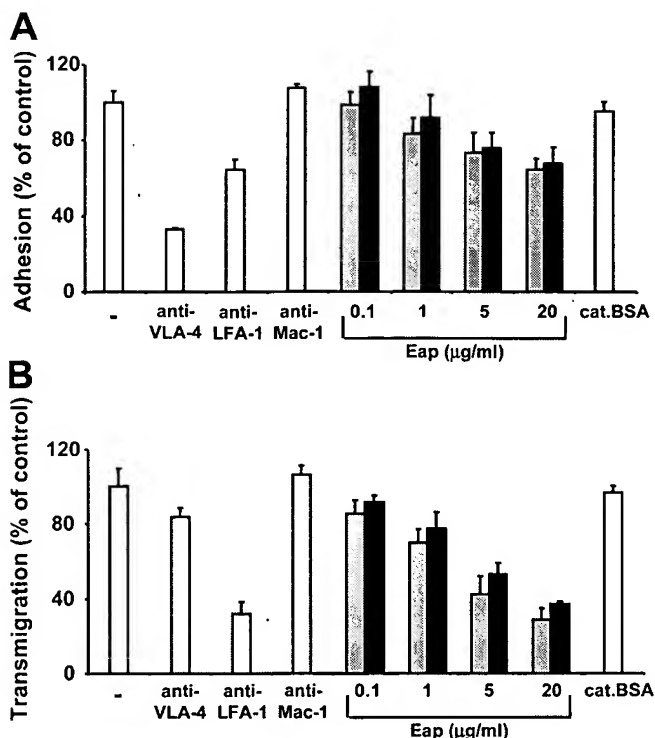 A
Adhesion (% of control)
120
80
40
0
-
anti-
VLA-4
anti-
LFA-1
anti-
Mac-1
0.1
1
5
20
cat.BSA
Eap (μg/ml)
B
Transmigration (% of control)
120
80
40
0
-
anti-
VLA-4
anti-
LFA-1
anti-
Mac-1
0.1
1
5
20
cat.BSA
Eap (μg/ml)